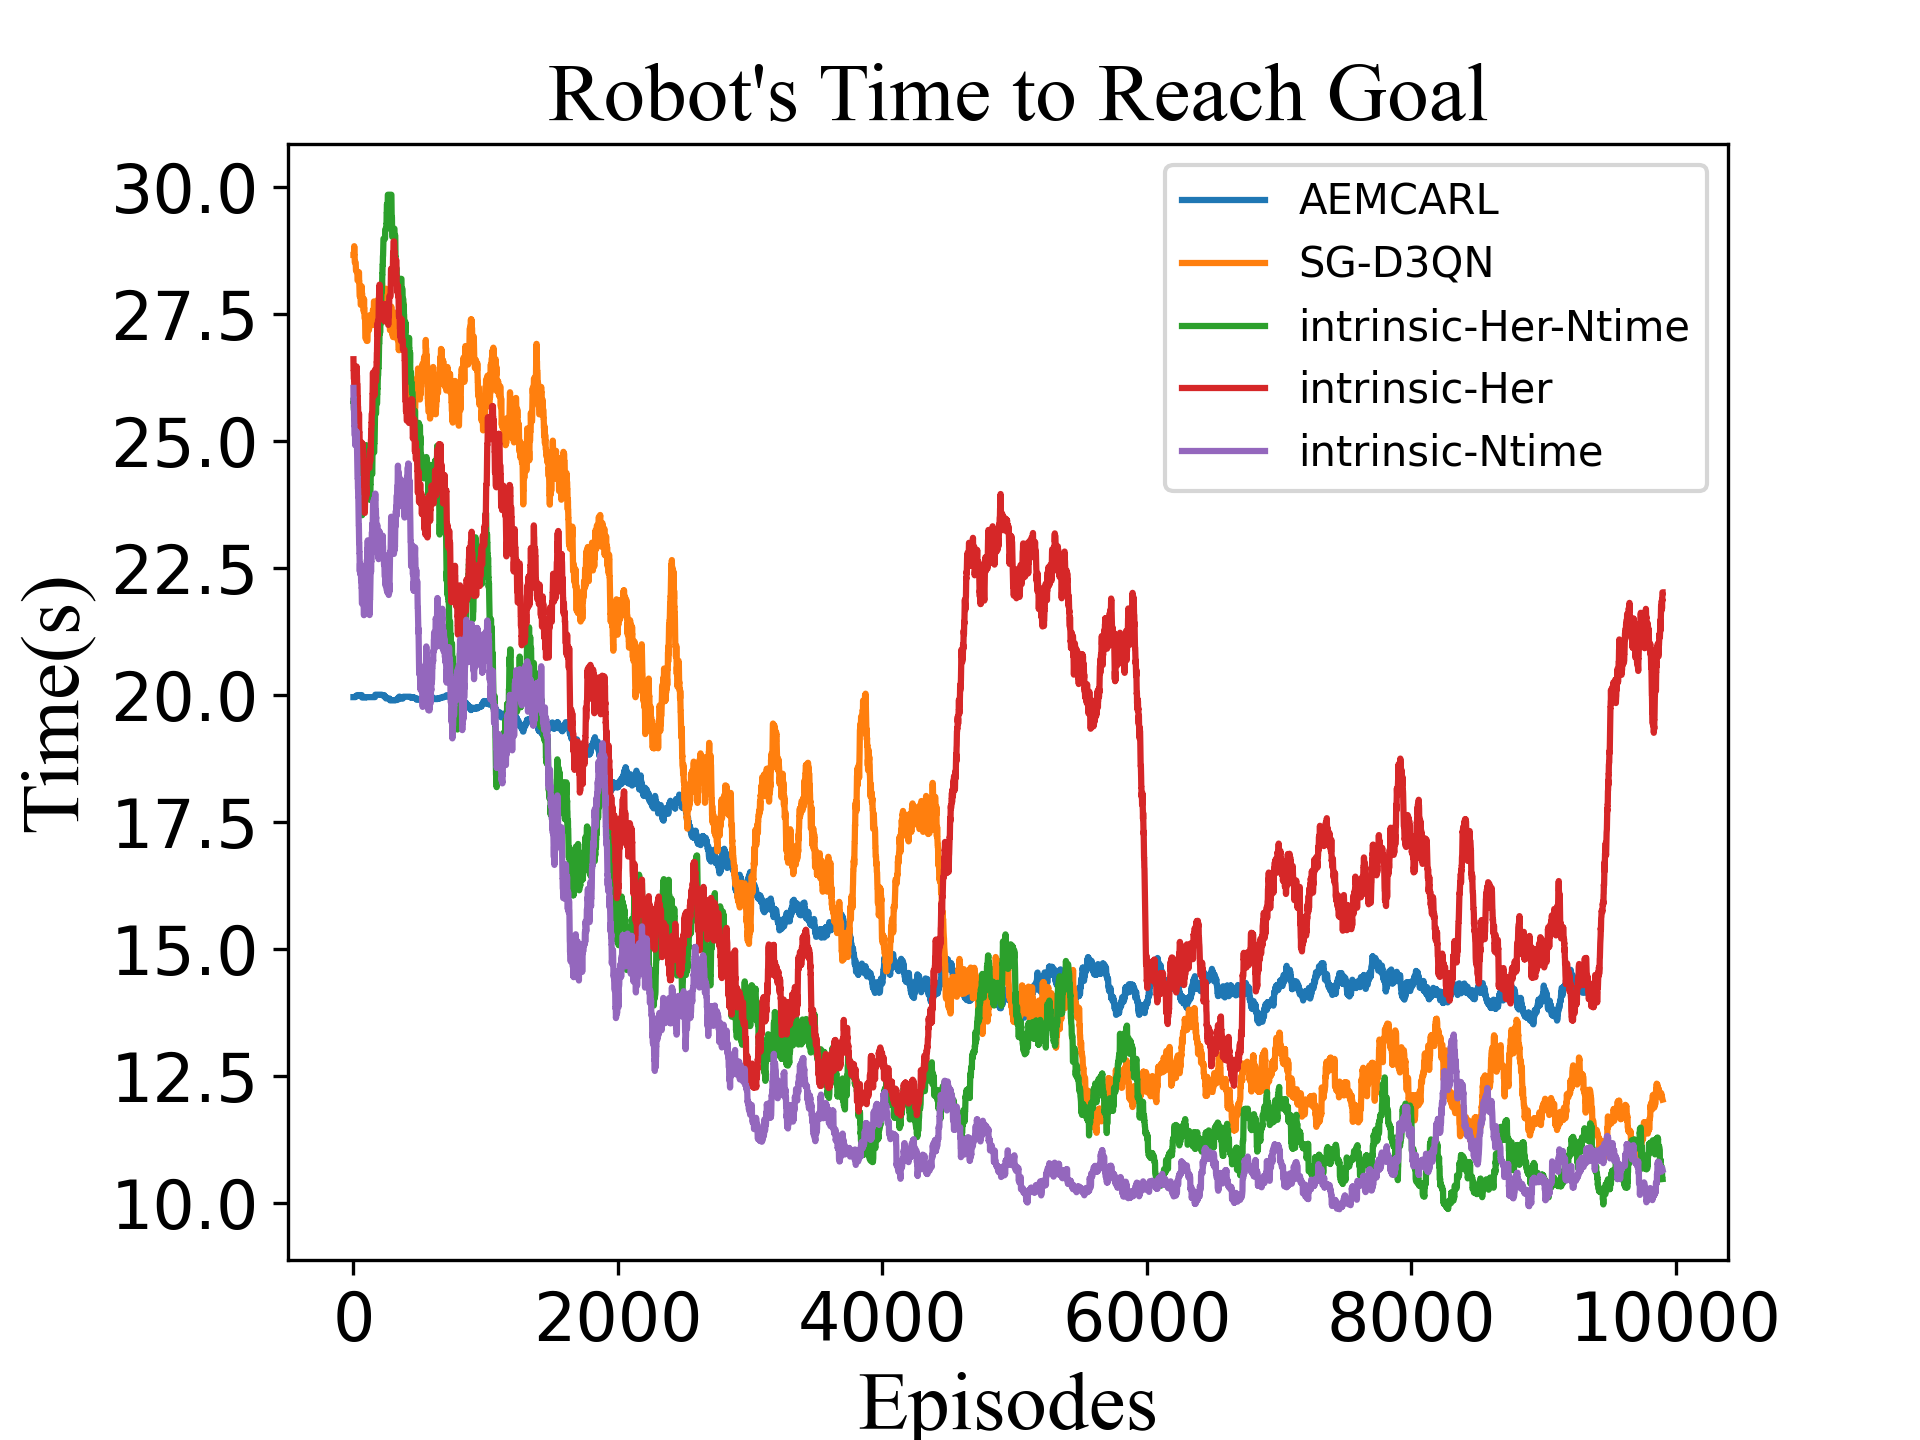 Robot's Time to Reach Goal
30.0
27.5
25.0
22.5
20.0
17.5
15.0
12.5
10.0
Time(s)
AEMCARL
SG-D3QN
intrinsic-Her-Ntime
intrinsic-Her
intrinsic-Ntime
0 2000 4000 6000 8000 10000
Episodes